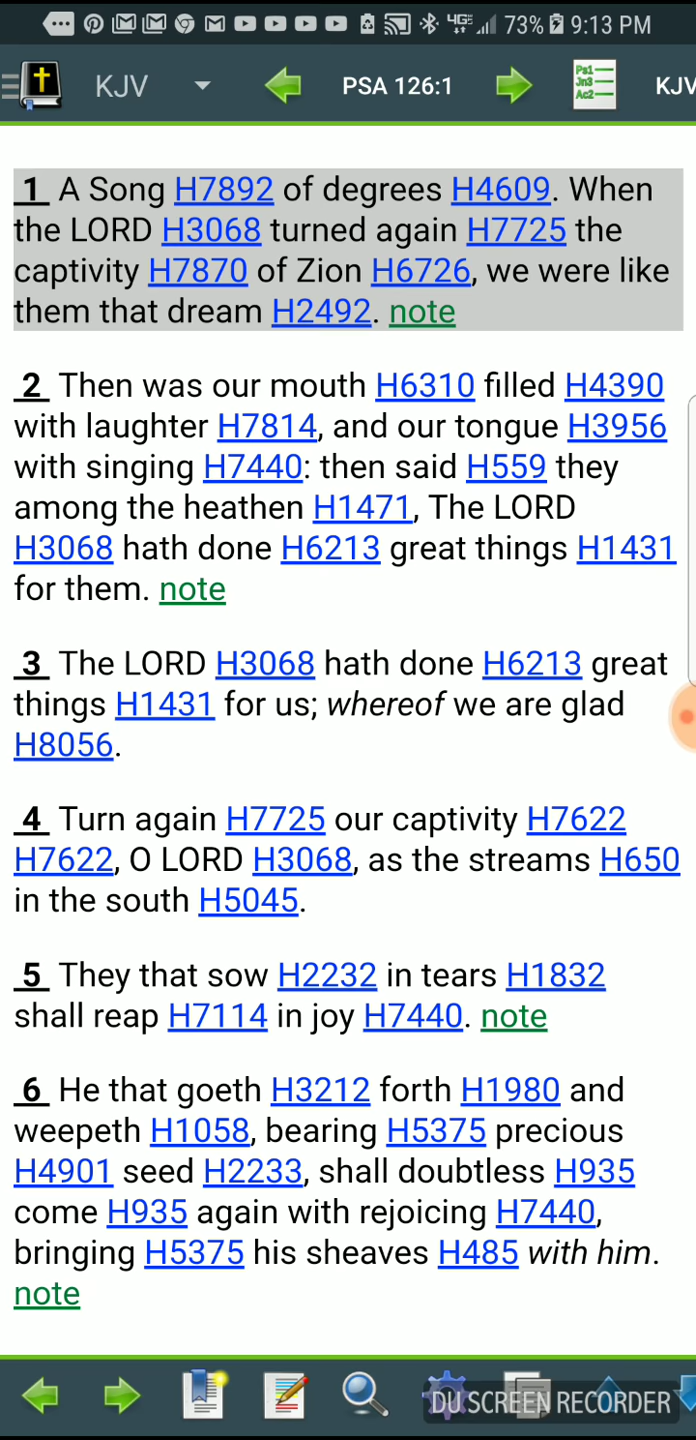 4G 73% 9:13 PM
KJV PSA 126:1 Ps1 Jn3 Ac2 KJV
1 A Song H7892 of degrees H4609. When
the LORD H3068 turned again H7725 the
captivity H7870 of Zion H6726, we were like
them that dream H2492. note
2 Then was our mouth H6310 filled H4390
with laughter H7814, and our tongue H3956
with singing H7440: then said H559 they
among the heathen H1471, The LORD
H3068 hath done H6213 great things H1431
for them. note
3 The LORD H3068 hath done H6213 great
things H1431 for us; whereof we are glad
H8056.
4 Turn again H7725 our captivity H7622
H7622, O LORD H3068, as the streams H650
in the south H5045.
5 They that sow H2232 in tears H1832
shall reap H7114 in joy H7440. note
6 He that goeth H3212 forth H1980 and
weepeth H1058, bearing H5375 precious
H4901 seed H2233, shall doubtless H935
come H935 again with rejoicing H7440,
bringing H5375 his sheaves H485 with him.
note
DU SCREEN RECORDER